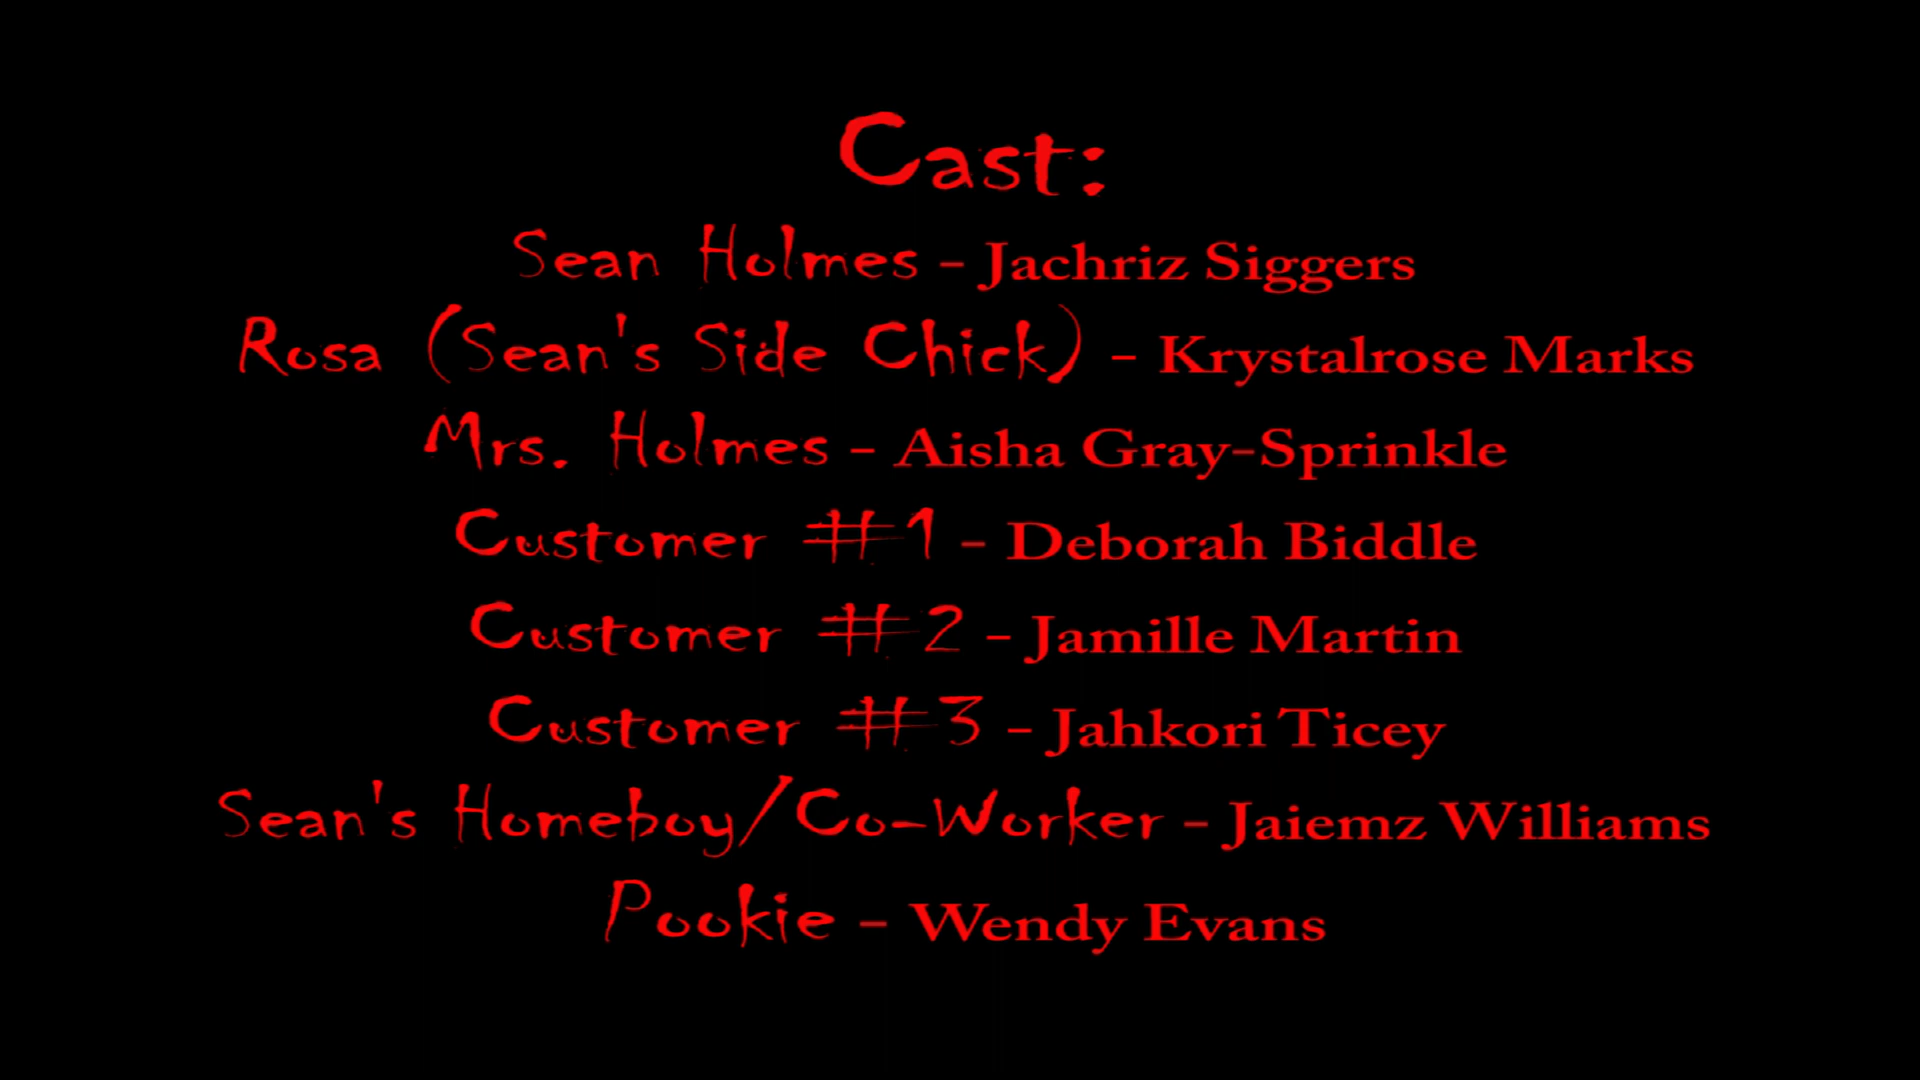 Cast:
Sean Holmes - Jachriz Siggers
Rosa (Sean's Side Chick) - Krystalrose Marks
Mrs. Holmes - Aisha Gray-Sprinkle
Customer #1 - Deborah Biddle
Customer #2 - Jamille Martin
Customer #3 - Jahkori Ticey
Sean's Homeboy/Co-Worker - Jaiemz Williams
Pookie - Wendy Evans